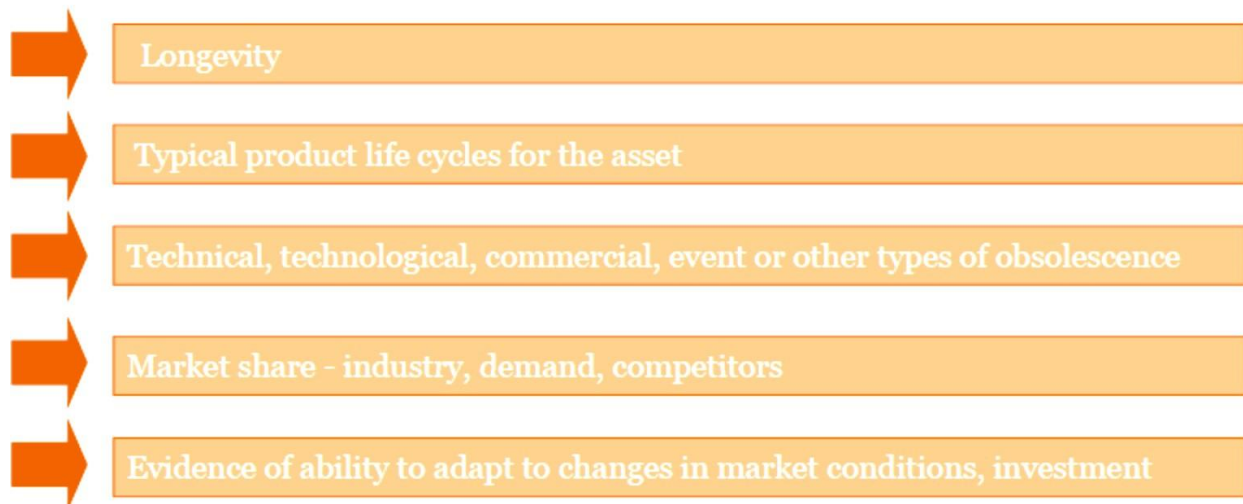 Longevity
Typical product life cycles for the asset
Technical, technological, commercial, event or other types of obsolescence
Market share - industry, demand, competitors
Evidence of ability to adapt to changes in market conditions, investment